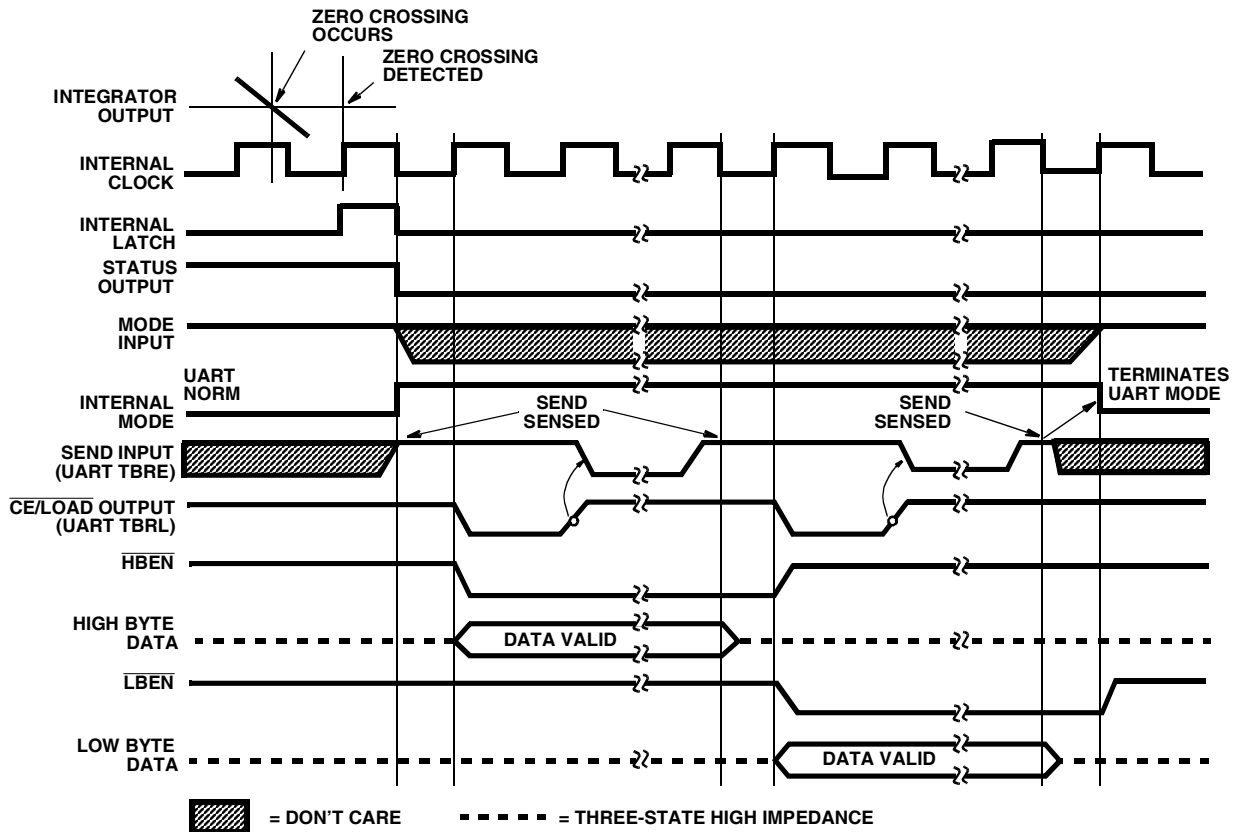 ZERO CROSSING
OCCURS
ZERO CROSSING
DETECTED
INTEGRATOR
OUTPUT
INTERNAL
CLOCK
INTERNAL
LATCH
STATUS
OUTPUT
MODE
INPUT
UART
NORM
TERMINATES
UART MODE
INTERNAL
MODE
SEND
SENSED
SEND
SENSED
SEND INPUT
(UART TBRE)
CE/LOAD OUTPUT
(UART TBRL)
HBEN
HIGH BYTE
DATA
DATA VALID
LBEN
LOW BYTE
DATA
DATA VALID
= DON'T CARE
= THREE-STATE HIGH IMPEDANCE